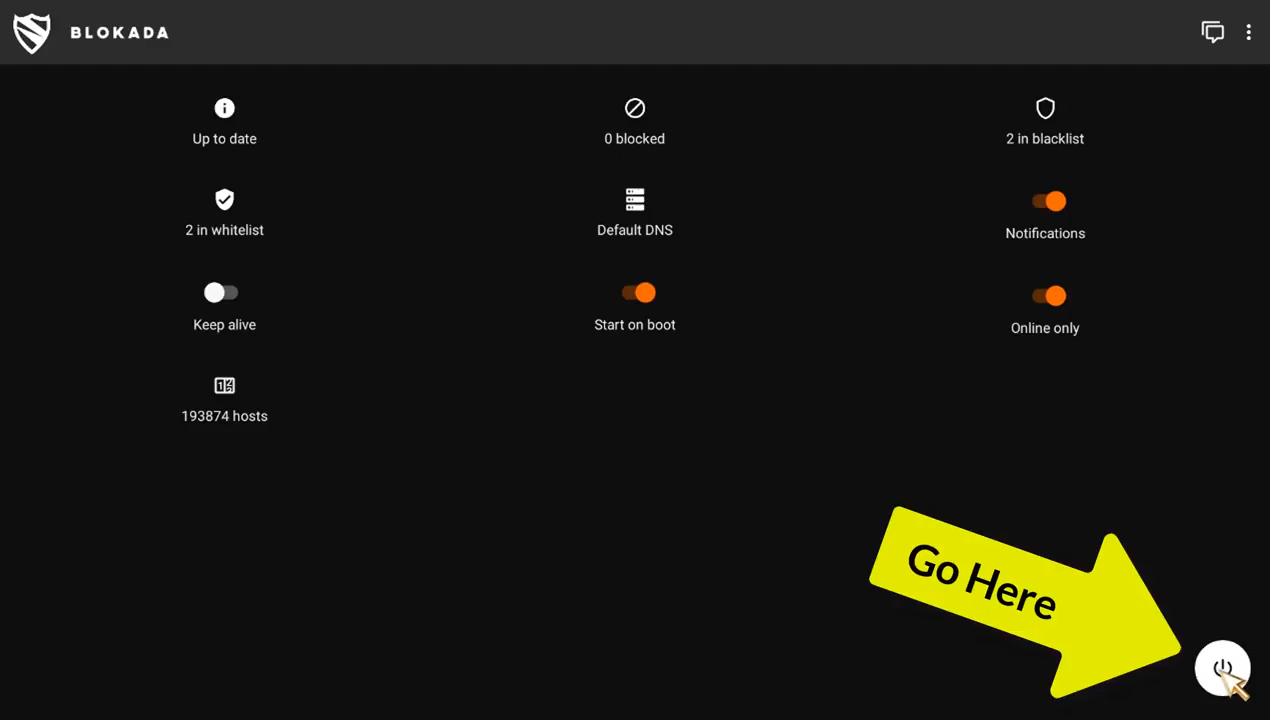 BLOKADA
Up to date
0 blocked
2 in blacklist
2 in whitelist
Default DNS
Notifications
Keep alive
Start on boot
Online only
193874 hosts
Go Here